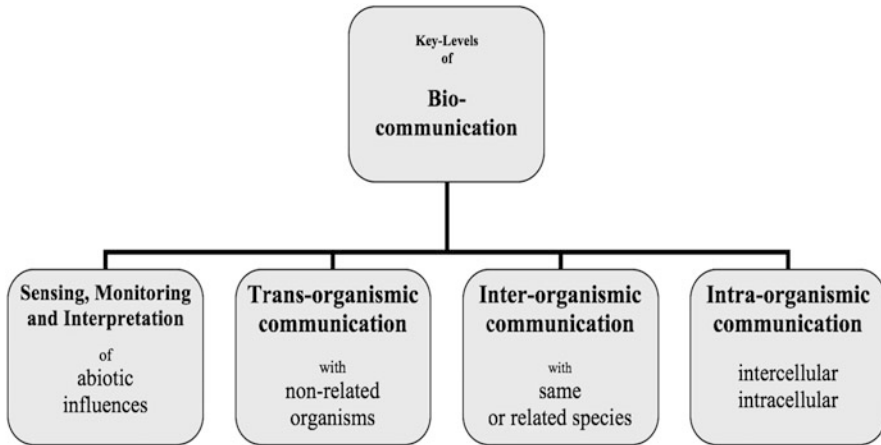 Key-Levels
of
Bio-
communication
Sensing, Monitoring
and Interpretation
of
abiotic
influences
Trans-organismic
communication
with
non-related
organisms
Inter-organismic
communication
with
same
or related species
Intra-organismic
communication
intercellular
intracellular